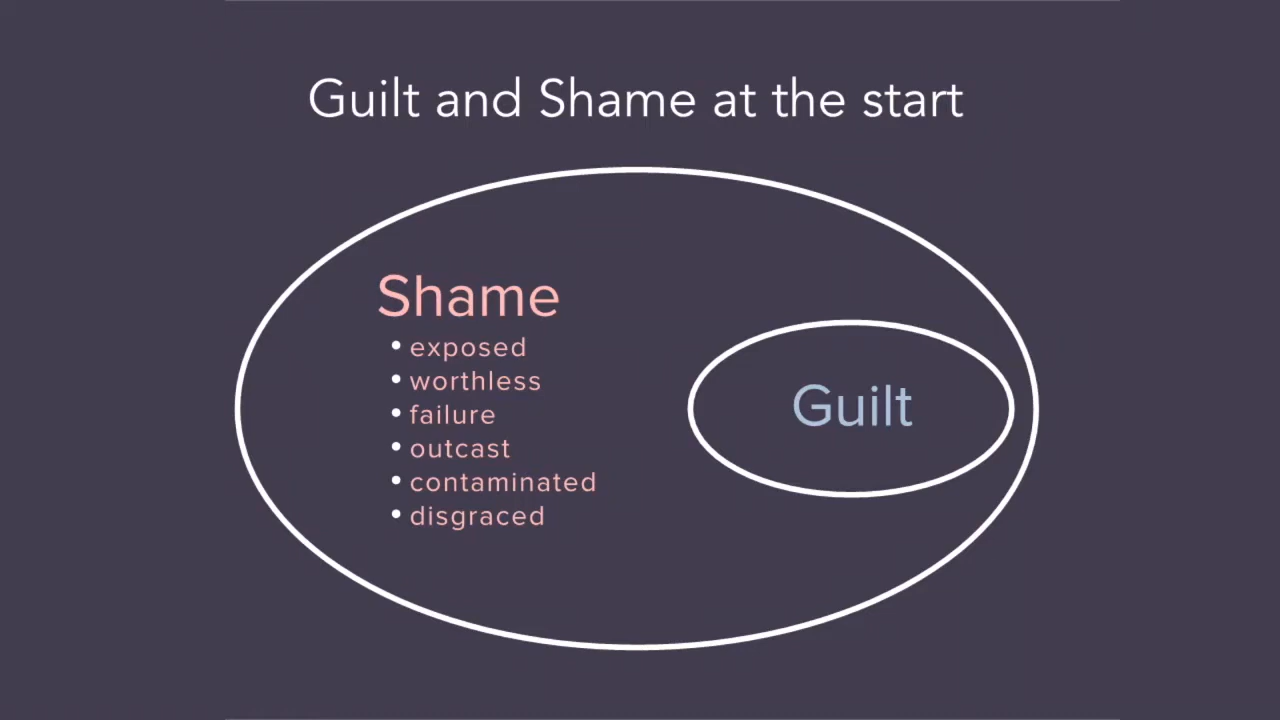 Guilt and Shame at the start
Shame
• exposed
• worthless
• failure
• outcast
• contaminated
• disgraced
Guilt